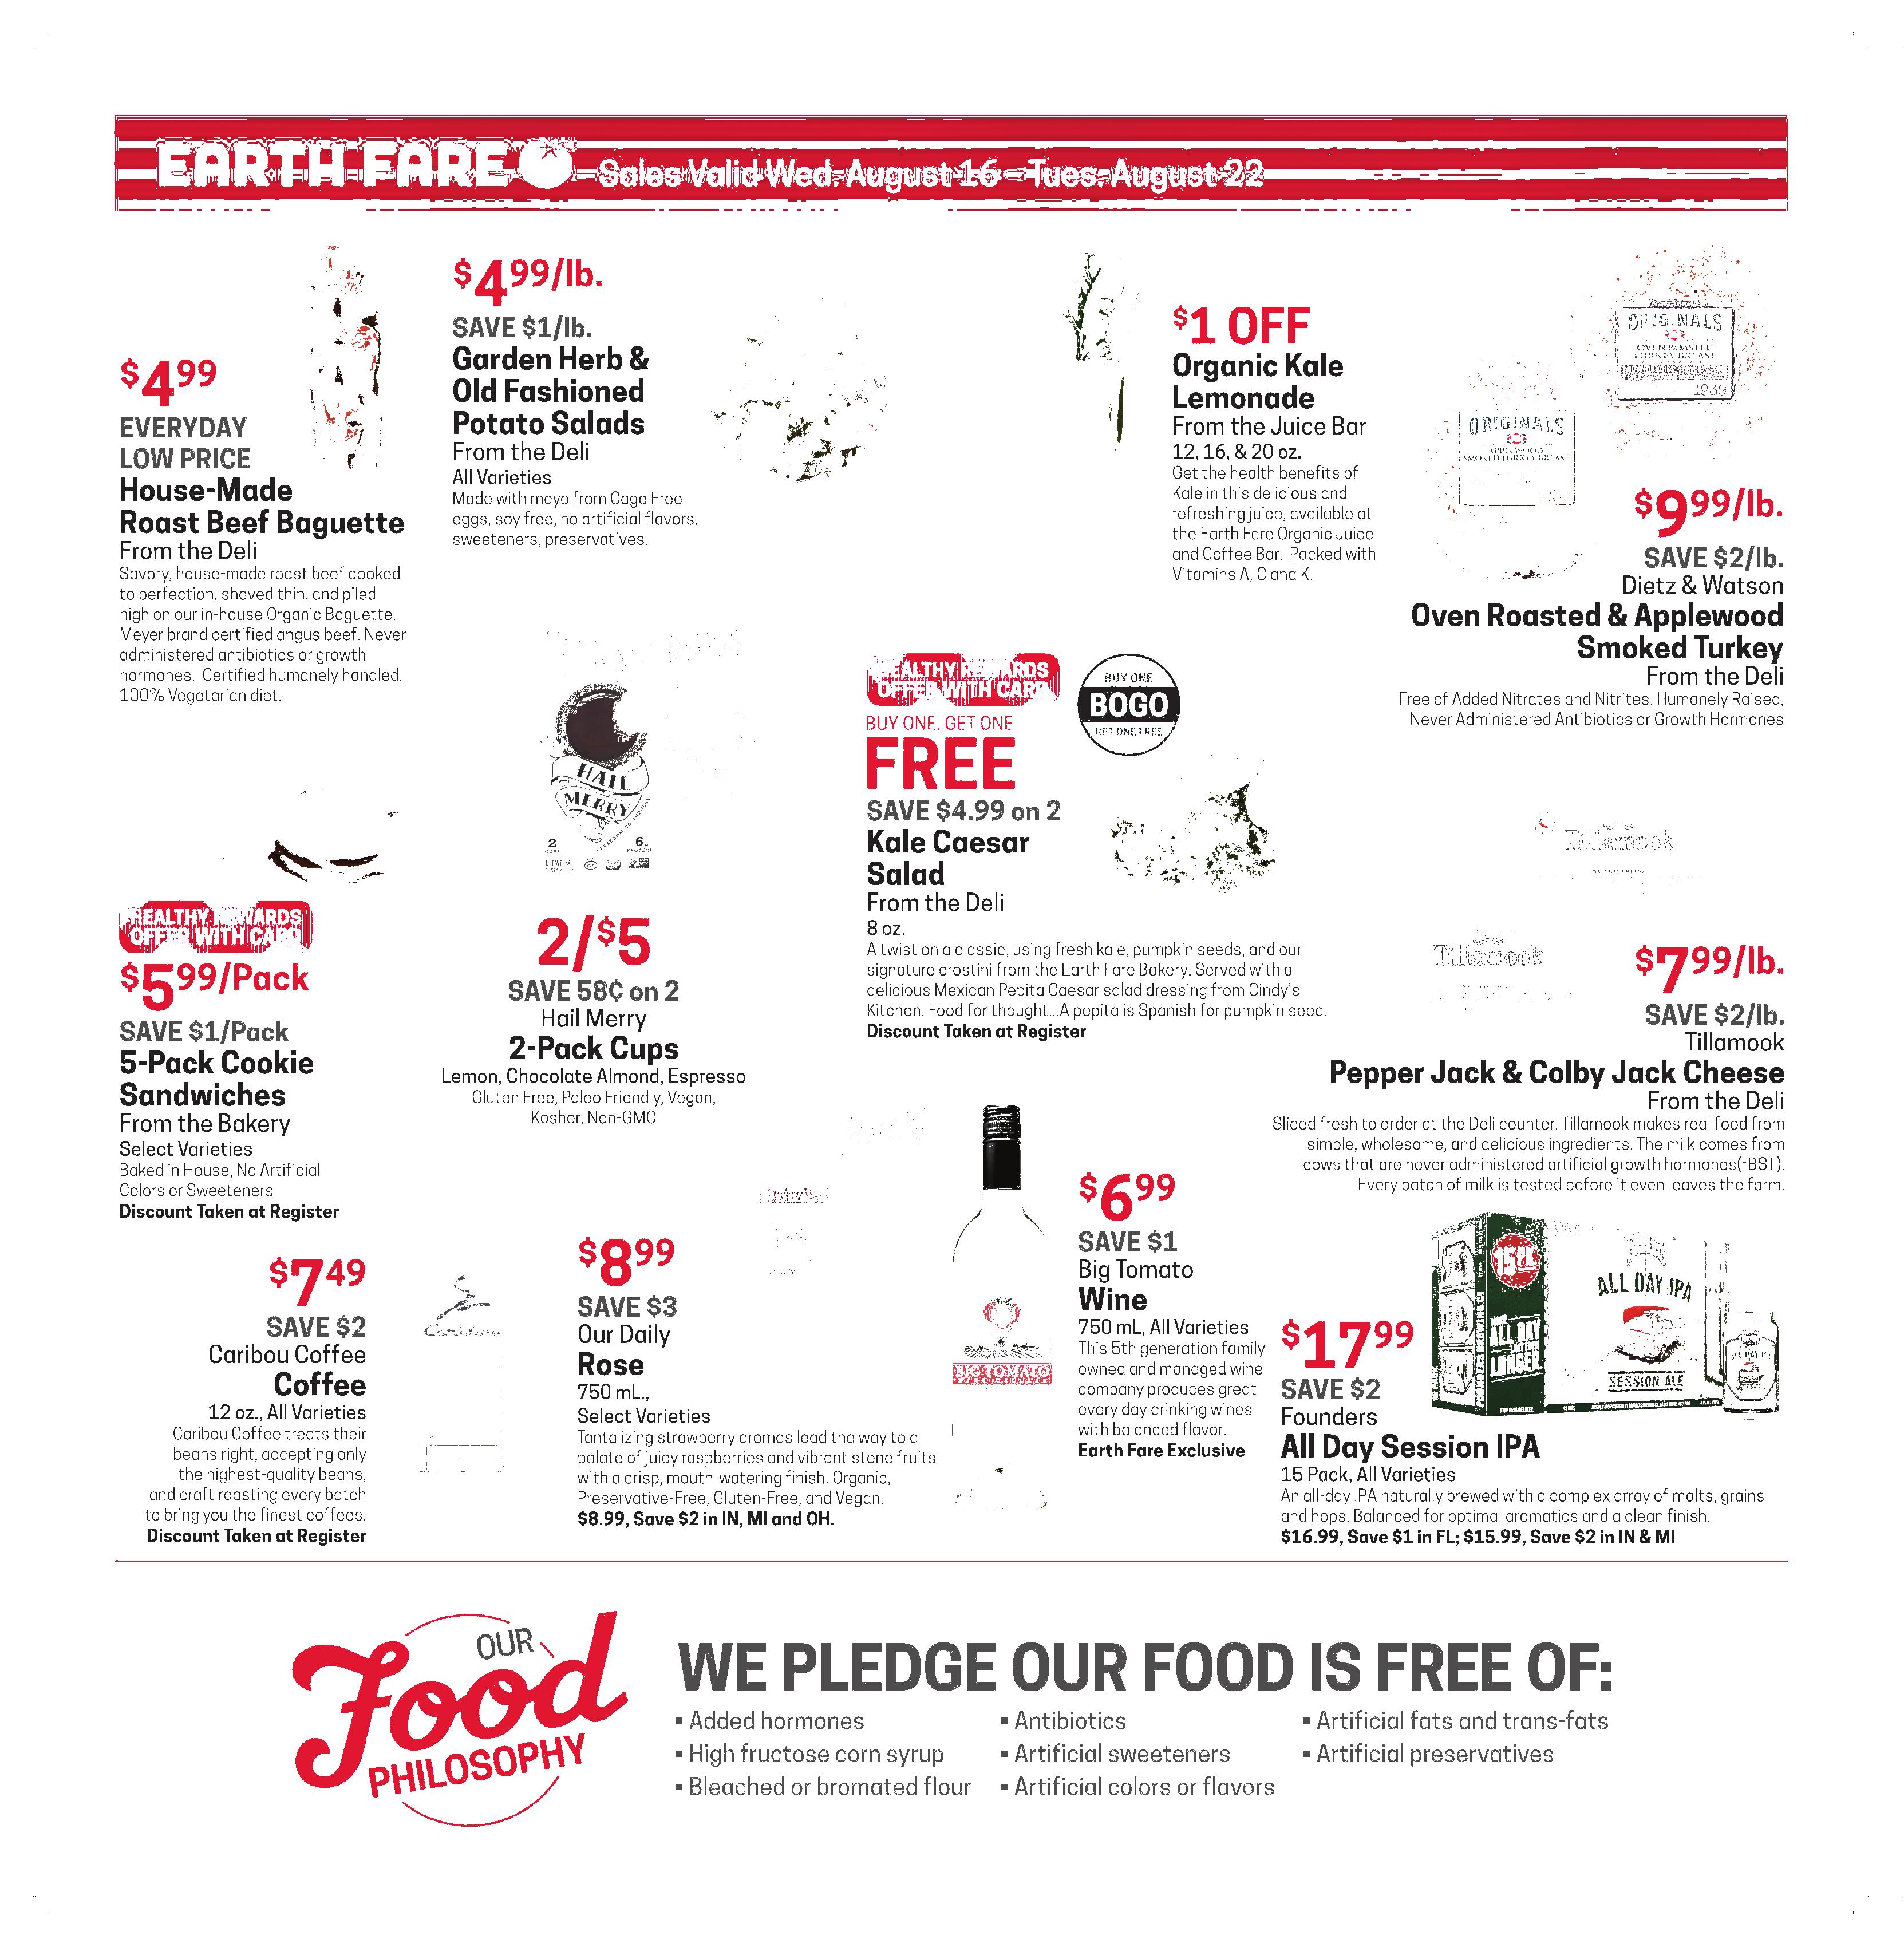 EARTH FARE
Sales Valid Wed. August 16 – Tues. August 22
$4.99
EVERYDAY
LOW PRICE
House-Made
Roast Beef Baguette
From the Deli
Savory, house-made roast beef cooked
to perfection, shaved thin, and piled
high on our in-house Organic Baguette.
Meyer brand certified angus beef. Never
administered antibiotics or growth
hormones. Certified humanely handled.
100% Vegetarian diet.
$4.99/lb.
SAVE $1/lb.
Garden Herb &
Old Fashioned
Potato Salads
From the Deli
All Varieties
Made with mayo from Cage Free
eggs, soy free, no artificial flavors,
sweeteners, preservatives.
$1 OFF
Organic Kale
Lemonade
From the Juice Bar
12, 16, & 20 oz.
Get the health benefits of
Kale in this delicious and
refreshing juice, available at
the Earth Fare Organic Juice
and Coffee Bar. Packed with
Vitamins A, C and K.
ORIGINALS
OVEN ROASTED
TURKEY BREAST
1939
ORIGINALS
APPLEWOOD
SMOKED TURKEY BREAST
$9.99/lb.
SAVE $2/lb.
Dietz & Watson
Oven Roasted & Applewood
Smoked Turkey
From the Deli
Free of Added Nitrates and Nitrites, Humanely Raised,
Never Administered Antibiotics or Growth Hormones
HEALTHY REWARDS
OFFER WITH CARD
$5.99/Pack
SAVE $1/Pack
5-Pack Cookie
Sandwiches
From the Bakery
Select Varieties
Baked in House, No Artificial
Colors or Sweeteners
Discount Taken at Register
HAIL
MERRY
2
6g
2/$5
SAVE 58¢ on 2
Hail Merry
2-Pack Cups
Lemon, Chocolate Almond, Espresso
Gluten Free, Paleo Friendly, Vegan,
Kosher, Non-GMO
HEALTHY REWARDS
OFFER WITH CARD
BUY ONE
BOGO
GET ONE FREE
BUY ONE, GET ONE
FREE
SAVE $4.99 on 2
Kale Caesar
Salad
From the Deli
8 oz.
A twist on a classic, using fresh kale, pumpkin seeds, and our
signature crostini from the Earth Fare Bakery! Served with a
delicious Mexican Pepita Caesar salad dressing from Cindy's
Kitchen. Food for thought...A pepita is Spanish for pumpkin seed.
Discount Taken at Register
Tillamook
Tillamook
$7.99/lb.
SAVE $2/lb.
Tillamook
Pepper Jack & Colby Jack Cheese
From the Deli
Sliced fresh to order at the Deli counter. Tillamook makes real food from
simple, wholesome, and delicious ingredients. The milk comes from
cows that are never administered artificial growth hormones(rBST).
Every batch of milk is tested before it even leaves the farm.
$7.49
SAVE $2
Caribou Coffee
Coffee
12 oz., All Varieties
Caribou Coffee treats their
beans right, accepting only
the highest-quality beans,
and craft roasting every batch
to bring you the finest coffees.
Discount Taken at Register
Caribou
$8.99
SAVE $3
Our Daily
Rose
750 mL.,
Select Varieties
Tantalizing strawberry aromas lead the way to a
palate of juicy raspberries and vibrant stone fruits
with a crisp, mouth-watering finish. Organic,
Preservative-Free, Gluten-Free, and Vegan.
$8.99, Save $2 in IN, MI and OH.
BIG TOMATO
$6.99
SAVE $1
Big Tomato
Wine
750 mL, All Varieties
This 5th generation family
owned and managed wine
company produces great
every day drinking wines
with balanced flavor.
Earth Fare Exclusive
15
ALL DAY
LONGER
ALL DAY IPA
SESSION ALE
ALL DAY IPA
$17.99
SAVE $2
Founders
All Day Session IPA
15 Pack, All Varieties
An all-day IPA naturally brewed with a complex array of malts, grains
and hops. Balanced for optimal aromatics and a clean finish.
$16.99, Save $1 in FL; $15.99, Save $2 in IN & MI
OUR
Food
PHILOSOPHY
WE PLEDGE OUR FOOD IS FREE OF:
▪ Added hormones
▪ High fructose corn syrup
▪ Bleached or bromated flour
▪ Antibiotics
▪ Artificial sweeteners
▪ Artificial colors or flavors
▪ Artificial fats and trans-fats
▪ Artificial preservatives